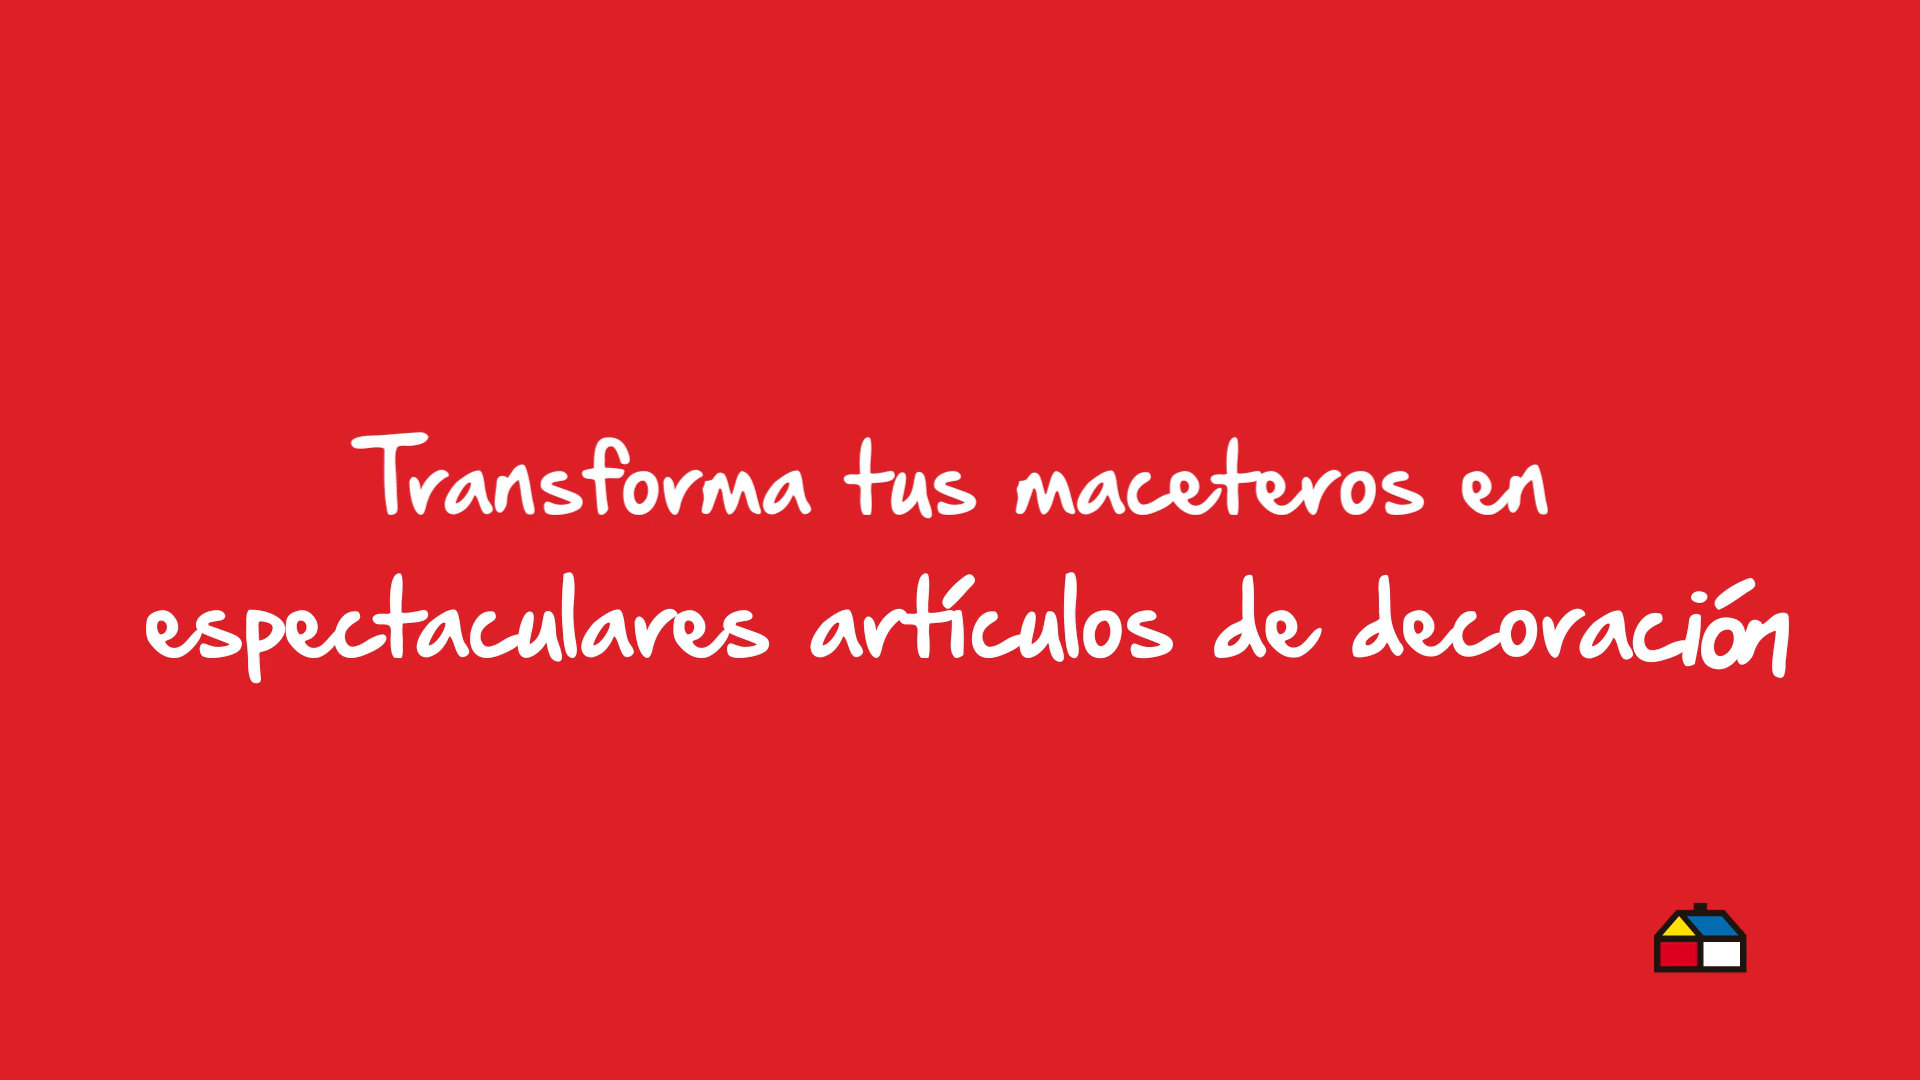 Transforma tus maceteros en
espectaculares artículos de decoración